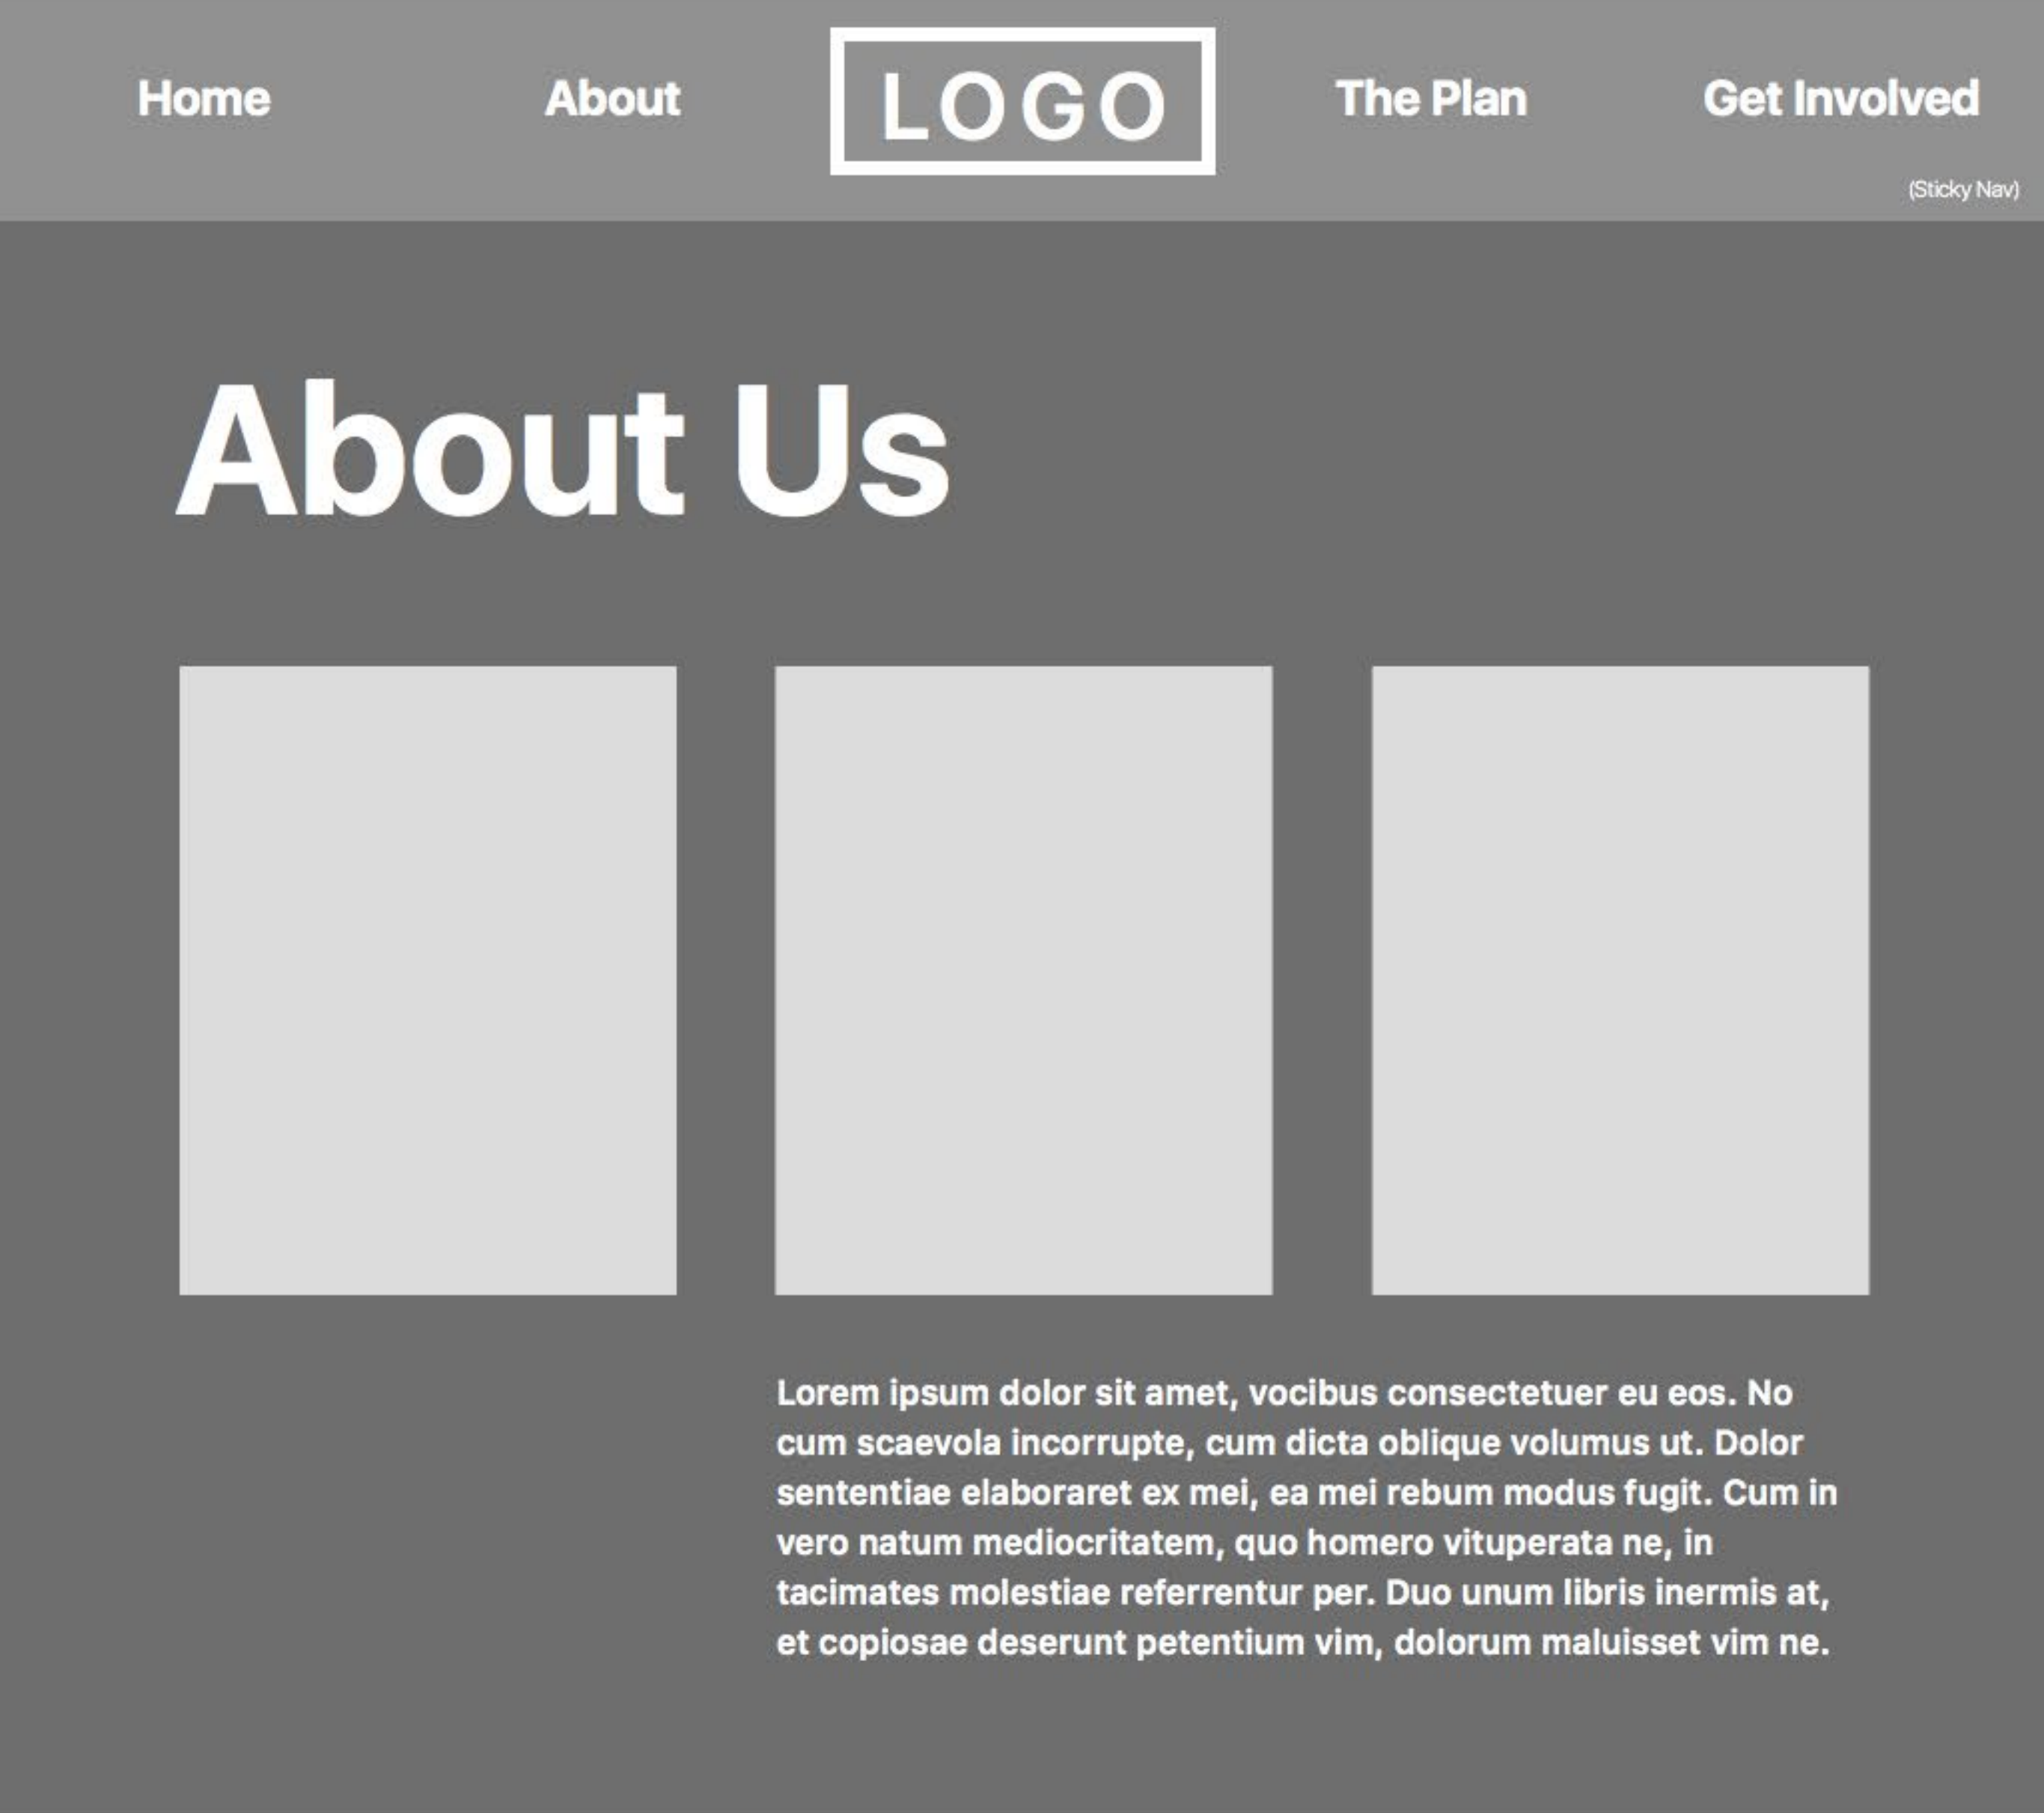 Home About LOGO The Plan Get Involved
(Sticky Nav)
About Us
Lorem ipsum dolor sit amet, vocibus consectetuer eu eos. No
cum scaevola incorrupte, cum dicta oblique volumus ut. Dolor
sententiae elaboraret ex mei, ea mei rebum modus fugit. Cum in
vero natum mediocritatem, quo homero vituperata ne, in
tacimates molestiae referrentur per. Duo unum libris inermis at,
et copiosae deserunt petentium vim, dolorum maluisset vim ne.